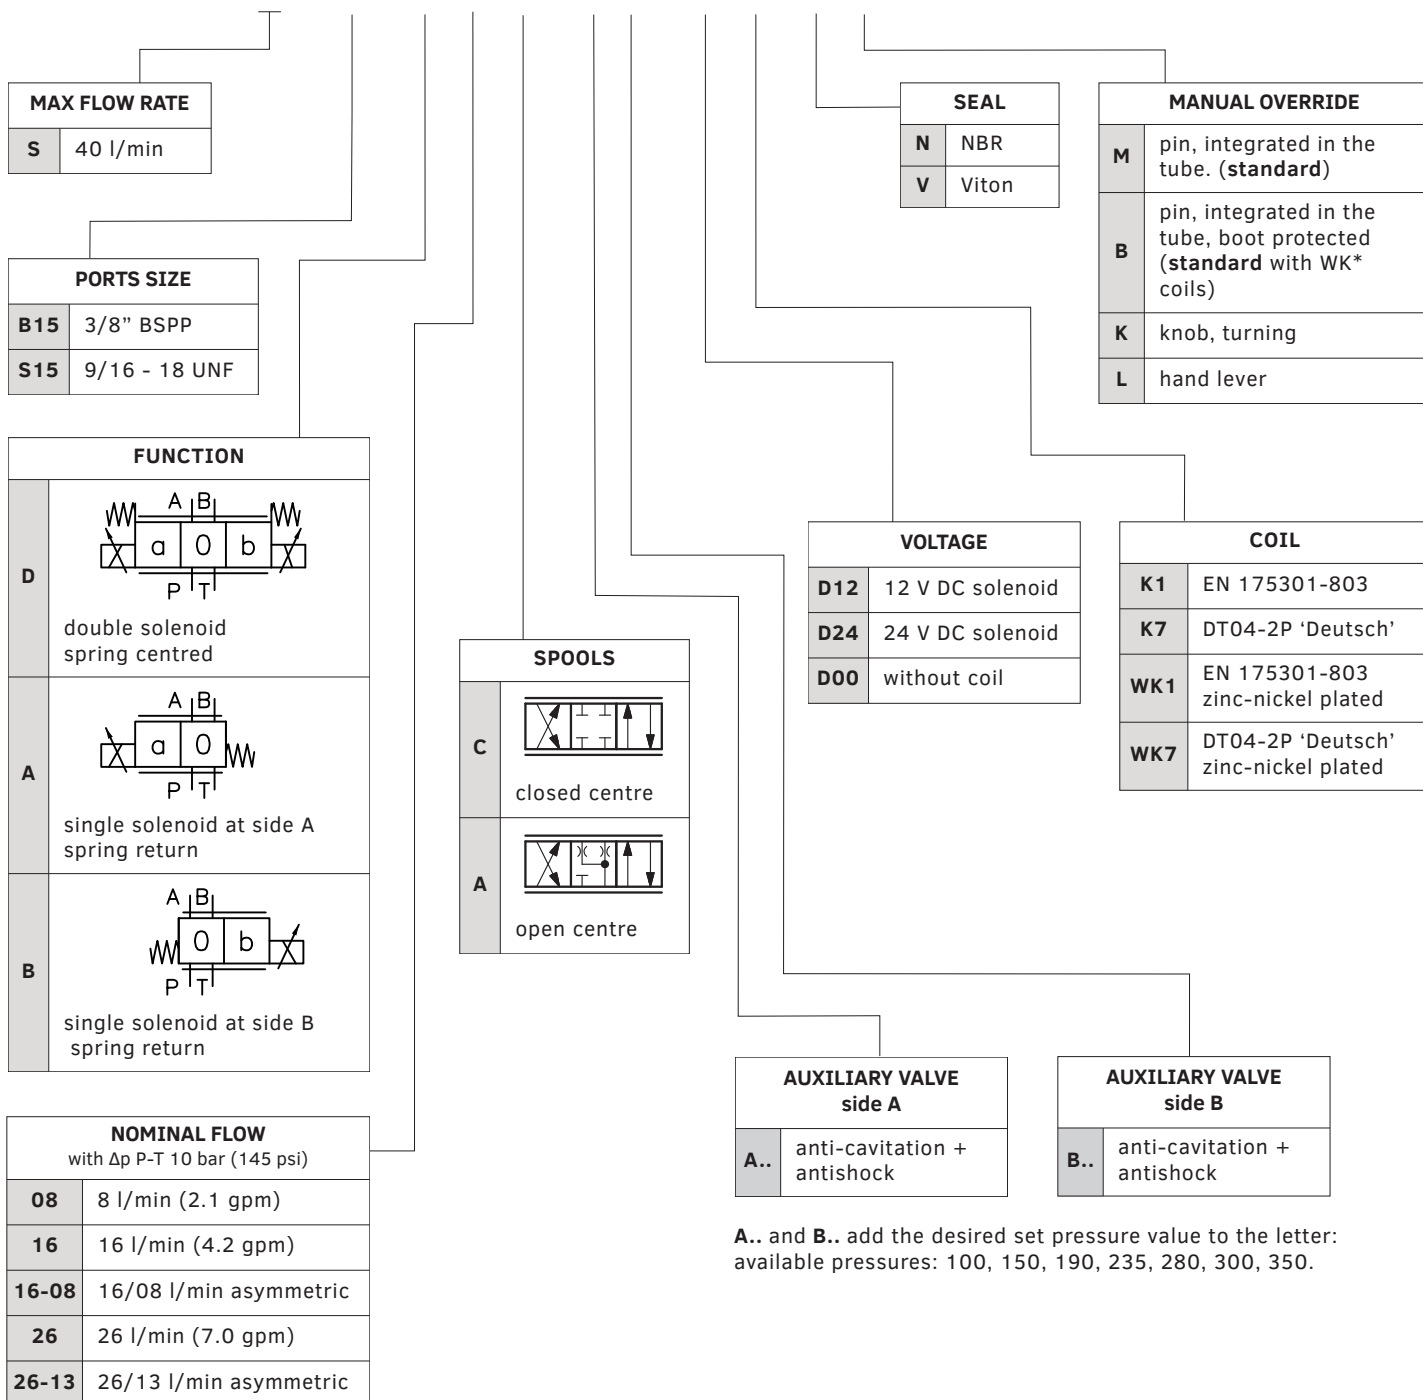 MAX FLOW RATE
S 40 l/min
PORTS SIZE
B15 3/8” BSPP
S15 9/16 - 18 UNF
FUNCTION
A B
a 0 b
P T
D
double solenoid
spring centred
A B
a 0
P T
A
single solenoid at side A
spring return
A B
0 b
P T
B
single solenoid at side B
spring return
NOMINAL FLOW
with Δp P-T 10 bar (145 psi)
08 8 l/min (2.1 gpm)
16 16 l/min (4.2 gpm)
16-08 16/08 l/min asymmetric
26 26 l/min (7.0 gpm)
26-13 26/13 l/min asymmetric
SPOOLS
C
closed centre
A
open centre
SEAL
N NBR
V Viton
MANUAL OVERRIDE
M pin, integrated in the
tube. (standard)
B pin, integrated in the
tube, boot protected
(standard with WK*
coils)
K knob, turning
L hand lever
VOLTAGE
D12 12 V DC solenoid
D24 24 V DC solenoid
D00 without coil
COIL
K1 EN 175301-803
K7 DT04-2P ‘Deutsch’
WK1 EN 175301-803
zinc-nickel plated
WK7 DT04-2P ‘Deutsch’
zinc-nickel plated
AUXILIARY VALVE
side A
A.. anti-cavitation +
antishock
AUXILIARY VALVE
side B
B.. anti-cavitation +
antishock
A.. and B.. add the desired set pressure value to the letter:
available pressures: 100, 150, 190, 235, 280, 300, 350.